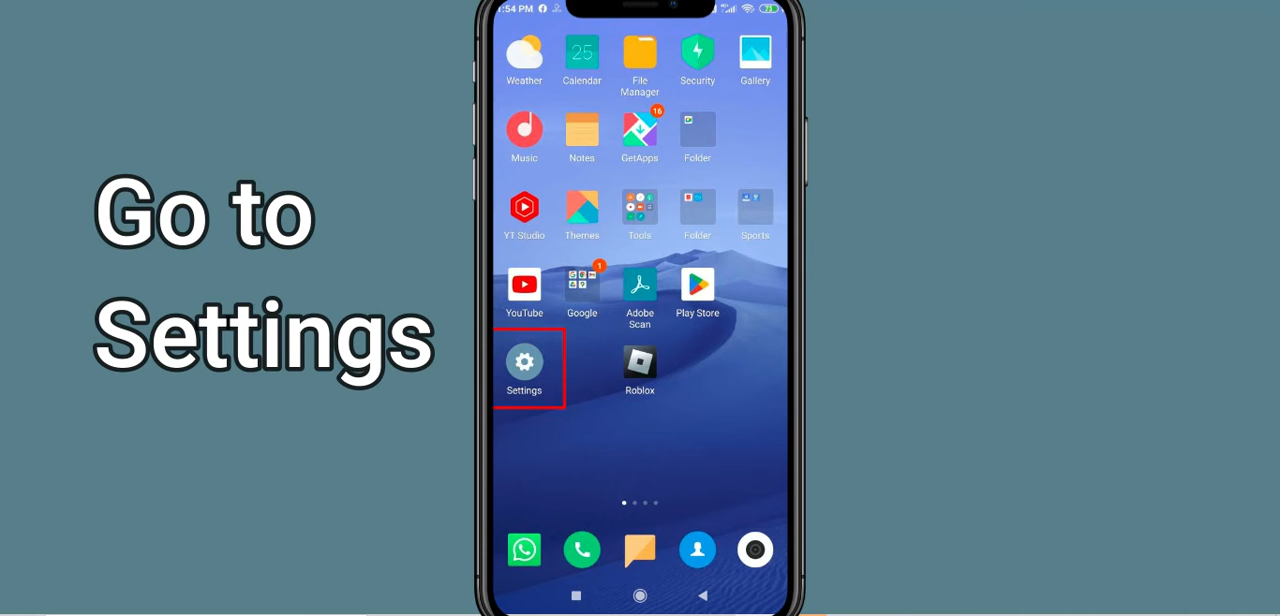 Go to
Settings
:54 PM
Weather
Calendar
File
Manager
Security
Gallery
25
16
Music
Notes
GetApps
Folder
YT Studio
Themes
Tools
Folder
Sports
1
YouTube
Google
Adobe
Scan
Play Store
Settings
Roblox